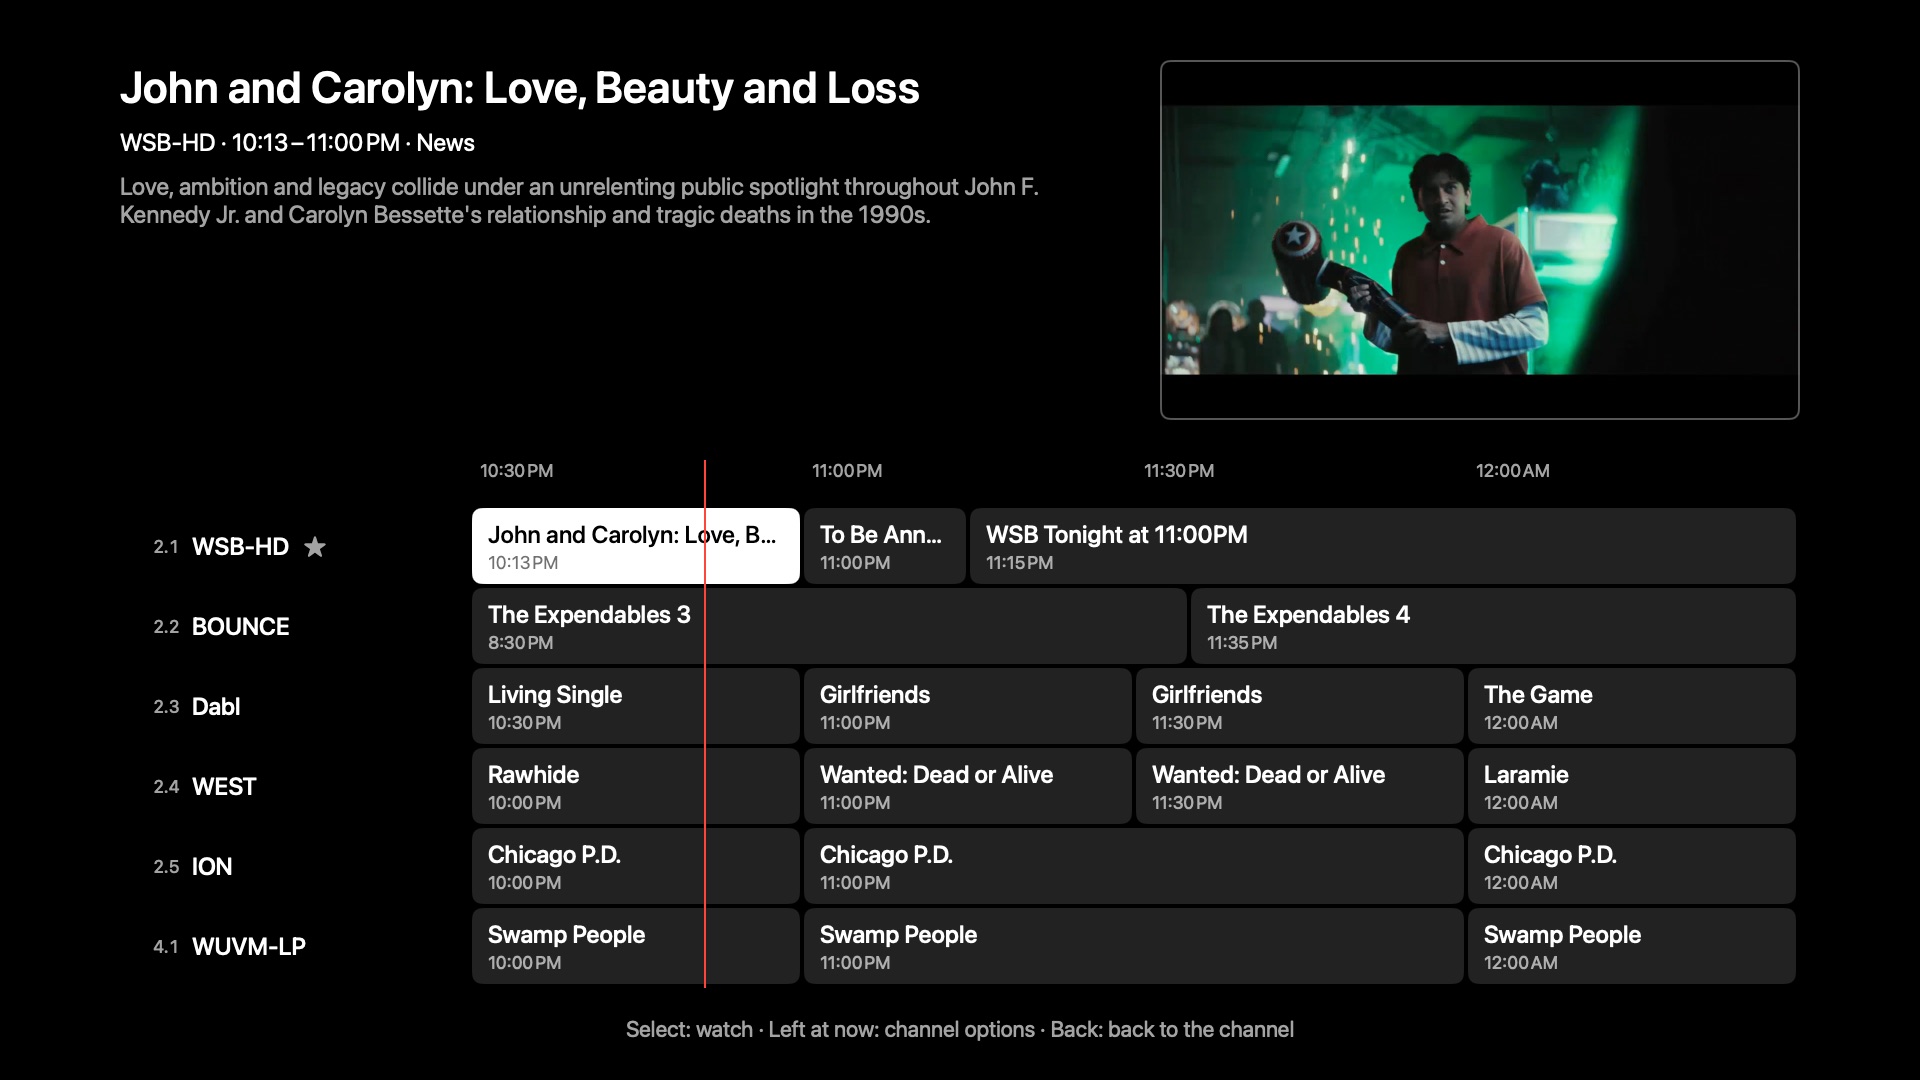 John and Carolyn: Love, Beauty and Loss
WSB-HD · 10:13–11:00 PM · News
Love, ambition and legacy collide under an unrelenting public spotlight throughout John F.
Kennedy Jr. and Carolyn Bessette's relationship and tragic deaths in the 1990s.
10:30 PM 11:00 PM 11:30 PM 12:00 AM
2.1 WSB-HD ★ John and Carolyn: Love, B... To Be Ann... WSB Tonight at 11:00PM
10:13 PM 11:00 PM 11:15 PM
2.2 BOUNCE The Expendables 3 The Expendables 4
8:30 PM 11:35 PM
2.3 Dabl Living Single Girlfriends Girlfriends The Game
10:30 PM 11:00 PM 11:30 PM 12:00 AM
2.4 WEST Rawhide Wanted: Dead or Alive Wanted: Dead or Alive Laramie
10:00 PM 11:00 PM 11:30 PM 12:00 AM
2.5 ION Chicago P.D. Chicago P.D. Chicago P.D.
10:00 PM 11:00 PM 12:00 AM
4.1 WUVM-LP Swamp People Swamp People Swamp People
10:00 PM 11:00 PM 12:00 AM
Select: watch · Left at now: channel options · Back: back to the channel